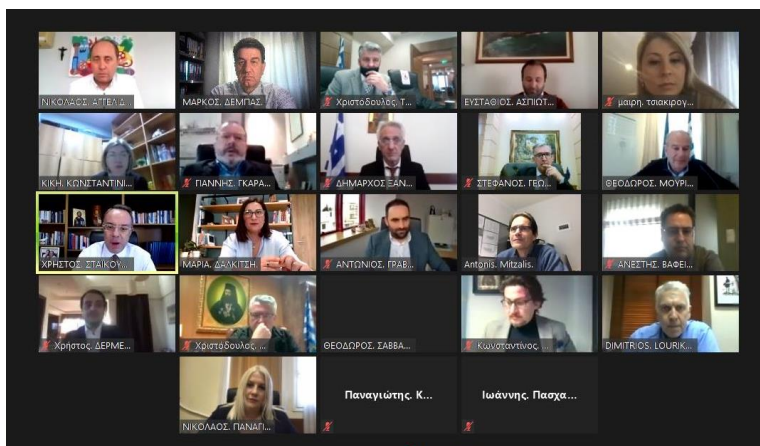 ΝΙΚΟΛΑΟΣ. ΑΓΓΕΛΙΔ...
ΜΑΡΚΟΣ. ΔΕΜΠΑΣ.
Χριστόδουλος. Τ...
ΕΥΣΤΑΘΙΟΣ. ΑΣΠΙΩΤ...
μαιρη. τσιακιρογ...
ΚΙΚΗ. ΚΩΝΣΤΑΝΤΙΝΙ...
ΓΙΑΝΝΗΣ. ΓΚΑΡΑ...
ΔΗΜΑΡΧΟΣ ΞΑΝ...
ΣΤΕΦΑΝΟΣ. ΓΕΩ...
ΘΕΟΔΩΡΟΣ. ΜΟΥΡΙ...
ΧΡΗΣΤΟΣ. ΣΤΑΙΚΟΥ...
ΜΑΡΙΑ. ΔΑΛΚΙΤΣΗ.
ΑΝΤΩΝΙΟΣ. ΓΡΑΒ...
Antonis. Mitzalis.
ΑΝΕΣΤΗΣ. ΒΑΦΕΙ...
Χρήστος. ΔΕΡΜΕ...
Χριστόδουλος. ...
ΘΕΟΔΩΡΟΣ. ΣΑΒΒΑ...
Κωνσταντίνος. ...
DIMITRIOS. LOURIK...
ΝΙΚΟΛΑΟΣ. ΠΑΝΑΓΙ...
Παναγιώτης. Κ...
Ιωάννης. Πασχα...